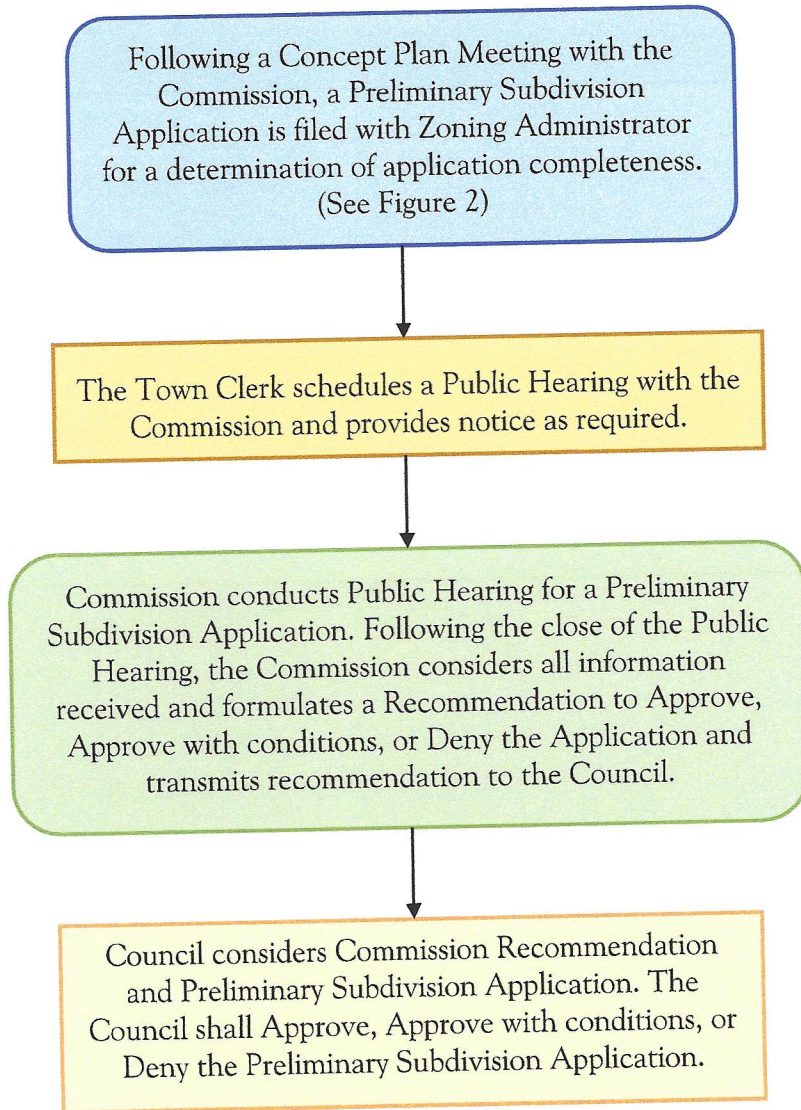 Following a Concept Plan Meeting with the
Commission, a Preliminary Subdivision
Application is filed with Zoning Administrator
for a determination of application completeness.
(See Figure 2)
The Town Clerk schedules a Public Hearing with the
Commission and provides notice as required.
Commission conducts Public Hearing for a Preliminary
Subdivision Application. Following the close of the Public
Hearing, the Commission considers all information
received and formulates a Recommendation to Approve,
Approve with conditions, or Deny the Application and
transmits recommendation to the Council.
Council considers Commission Recommendation
and Preliminary Subdivision Application. The
Council shall Approve, Approve with conditions, or
Deny the Preliminary Subdivision Application.